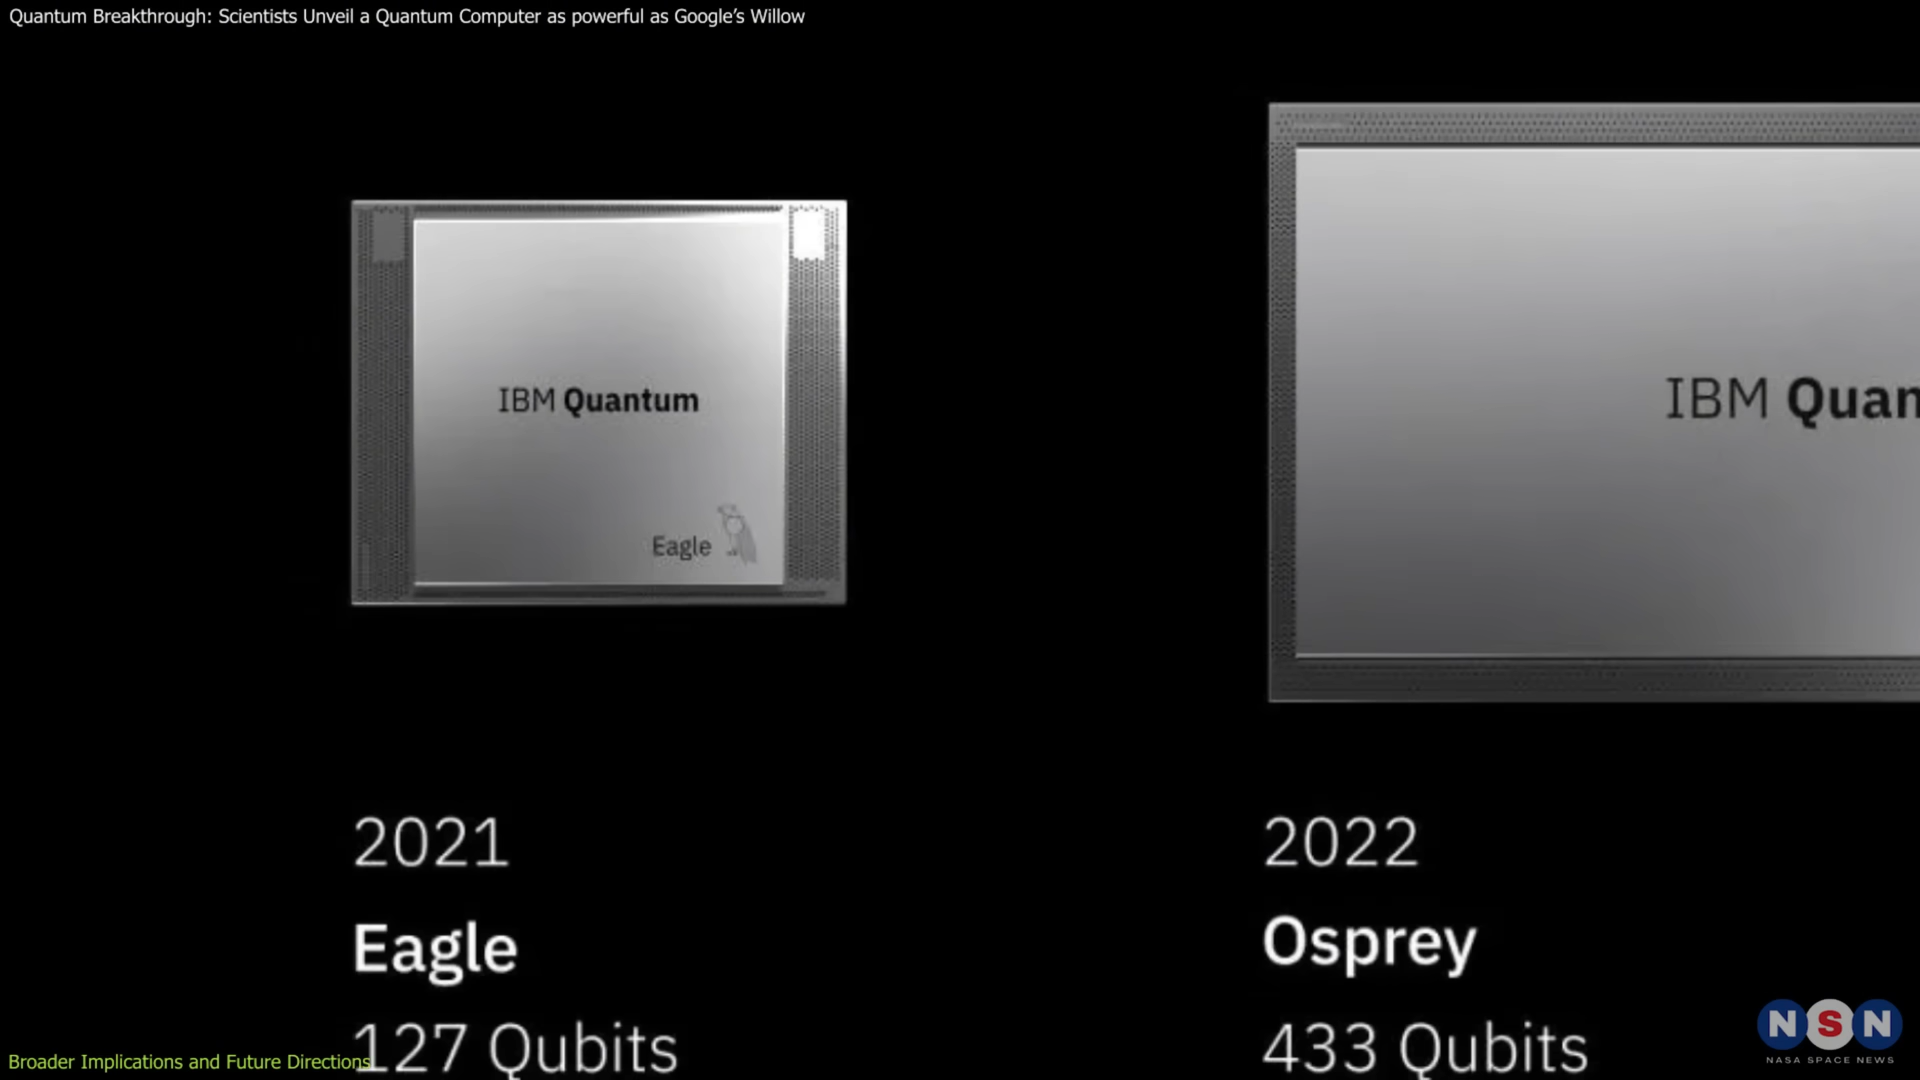 Quantum Breakthrough: Scientists Unveil a Quantum Computer as powerful as Google’s Willow
IBM Quantum
Eagle
IBM Quan
2021
Eagle
127 Qubits
2022
Osprey
433 Qubits
Broader Implications and Future Directions
NSN
NASA SPACE NEWS